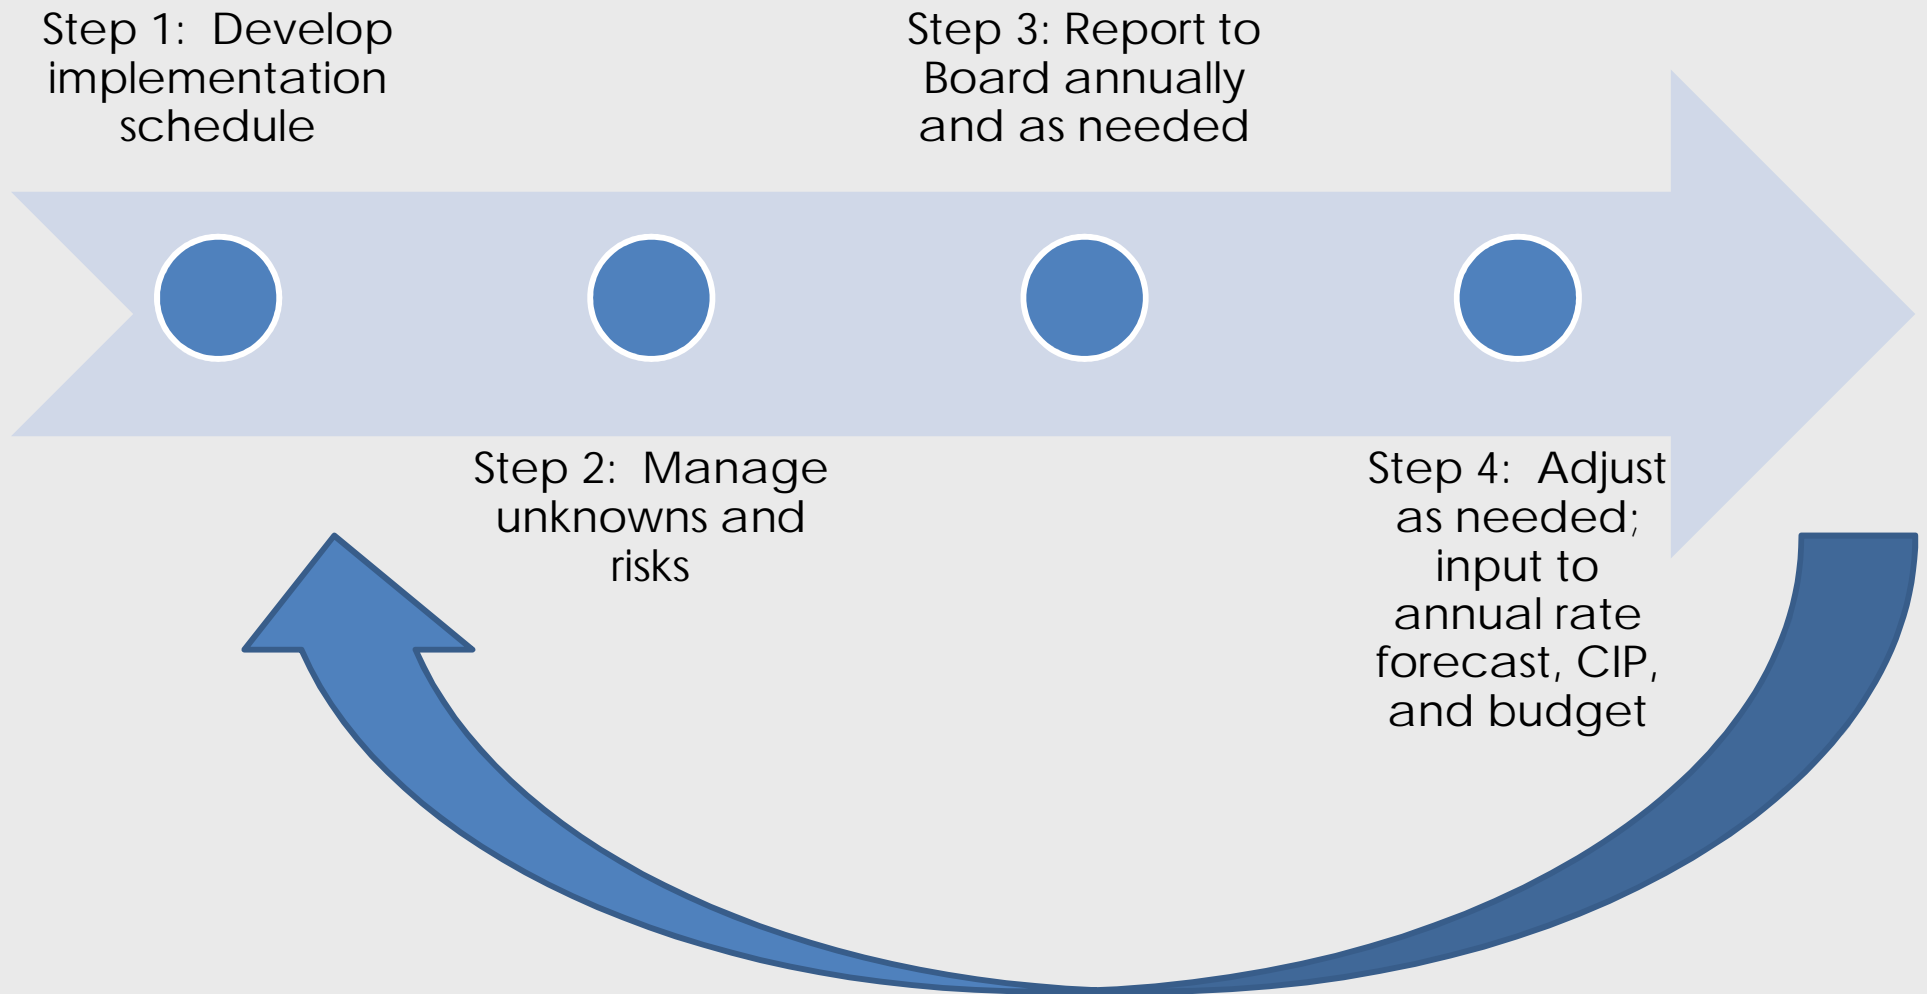 Step 1:  Develop
implementation
schedule
Step 2:  Manage
unknowns and
risks
Step 3: Report to
Board annually
and as needed
Step 4:  Adjust
as needed;
input to
annual rate
forecast, CIP,
and budget